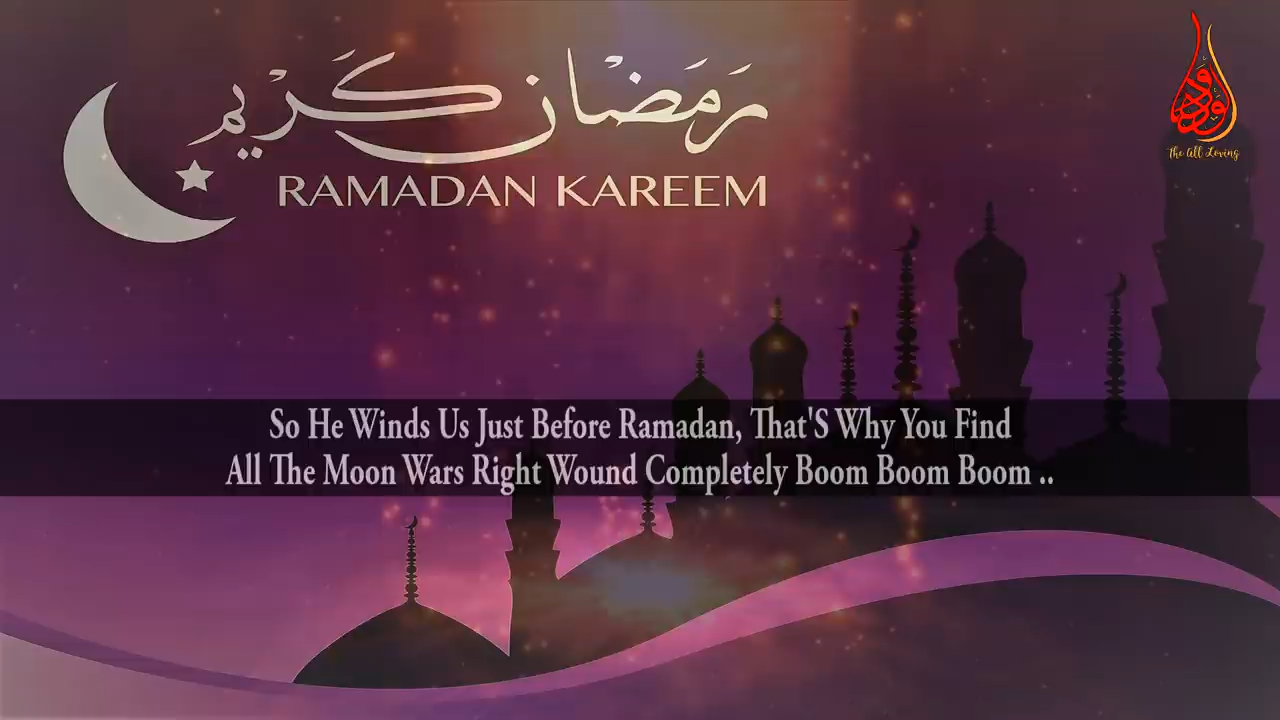 رمضان كريم
RAMADAN KAREEM
الودود
The All Loving
So He Winds Us Just Before Ramadan, That'S Why You Find
All The Moon Wars Right Wound Completely Boom Boom Boom ..